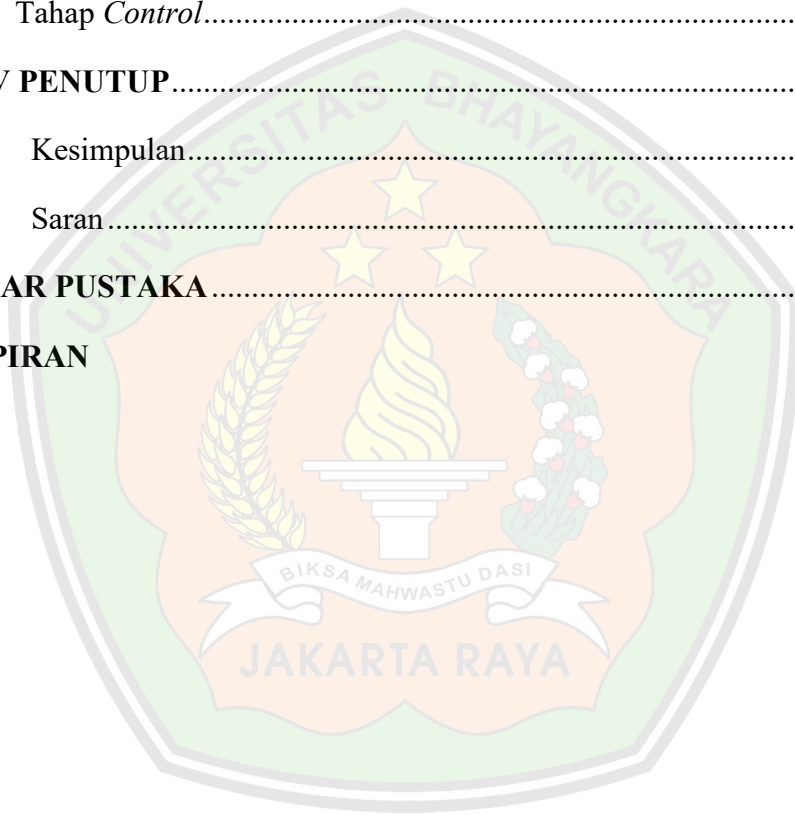 Tahap Control................................................................................
V PENUTUP................................................................................
Kesimpulan................................................................................
Saran................................................................................
AR PUSTAKA................................................................................
PIRAN
UNIVERSITAS BHAYANGKARA
BIKSA MAHWASTU DASI
JAKARTA RAYA